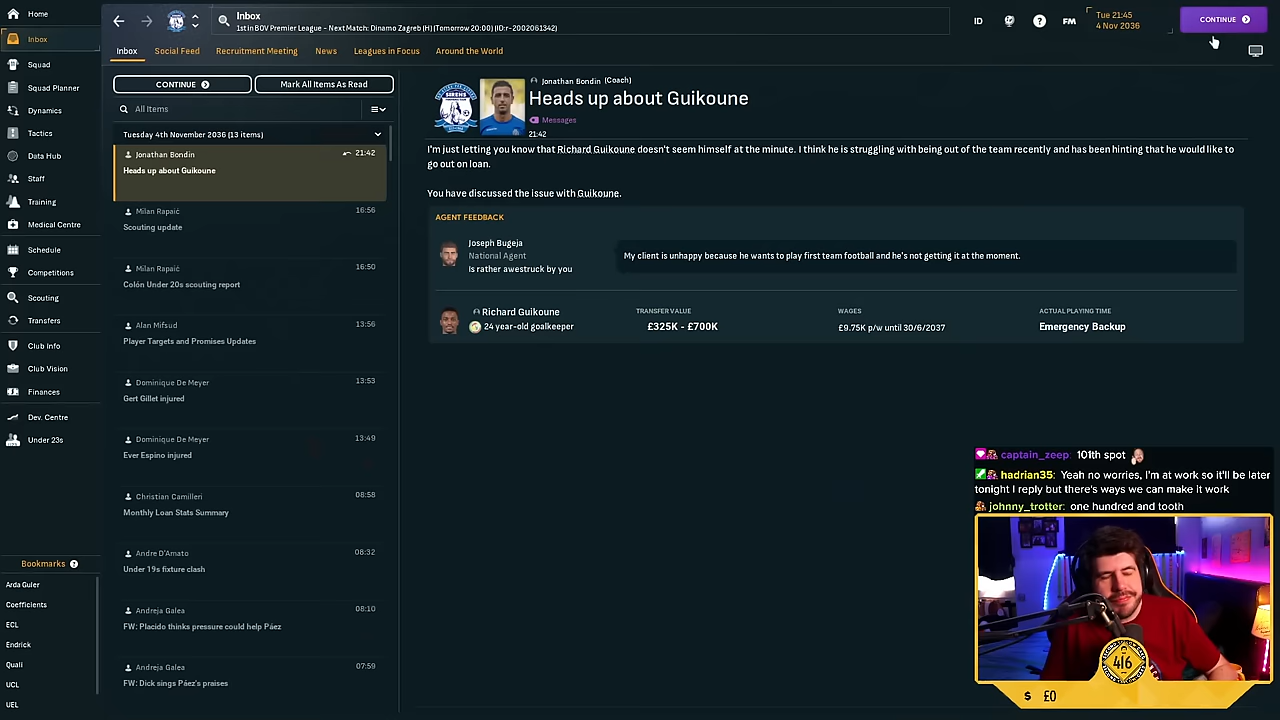 Home
Inbox
Squad
Squad Planner
Dynamics
Tactics
Data Hub
Staff
Training
Medical Centre
Schedule
Competitions
Scouting
Transfers
Club Info
Club Vision
Finances
Dev. Centre
Under 23s
Bookmarks ?
Arda Guler
Coefficients
ECL
Endrick
Quali
UCL
UEL
Inbox
1st in BOV Premier League - Next Match: Dinamo Zagreb (H) (Tomorrow 20:00) (ID:r-2002061342)
ID
?
FM
Tue 21:45
4 Nov 2036
CONTINUE
Inbox
Social Feed
Recruitment Meeting
News
Leagues in Focus
Around the World
CONTINUE
Mark All Items As Read
All Items
Tuesday 4th November 2036 (13 items)
Jonathan Bondin 21:42
Heads up about Guikoune
Milan Rapaić 16:56
Scouting update
Milan Rapaić 16:50
Colón Under 20s scouting report
Alan Mifsud 13:56
Player Targets and Promises Updates
Dominique De Meyer 13:53
Gert Gillet injured
Dominique De Meyer 13:49
Ever Espino injured
Christian Camilleri 08:58
Monthly Loan Stats Summary
Andre D'Amato 08:32
Under 19s fixture clash
Andreja Galea 08:10
FW: Placido thinks pressure could help Páez
Andreja Galea 07:59
FW: Dick sings Páez's praises
SIRENS
Jonathan Bondin (Coach)
Heads up about Guikoune
Messages
21:42
I'm just letting you know that Richard Guikoune doesn't seem himself at the minute. I think he is struggling with being out of the team recently and has been hinting that he would like to
go out on loan.
You have discussed the issue with Guikoune.
AGENT FEEDBACK
Joseph Bugeja
National Agent
Is rather awestruck by you
My client is unhappy because he wants to play first team football and he's not getting it at the moment.
Richard Guikoune
24 year-old goalkeeper
TRANSFER VALUE
£325K - £700K
WAGES
£9.75K p/w until 30/6/2037
ACTUAL PLAYING TIME
Emergency Backup
captain_zeep: 101th spot
hadrian35: Yeah no worries, I'm at work so it'll be later
tonight I reply but there's ways we can make it work
johnny_trotter: one hundred and tooth
4/6
$ £0